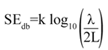 SE_db = k log_10 (λ / 2L)